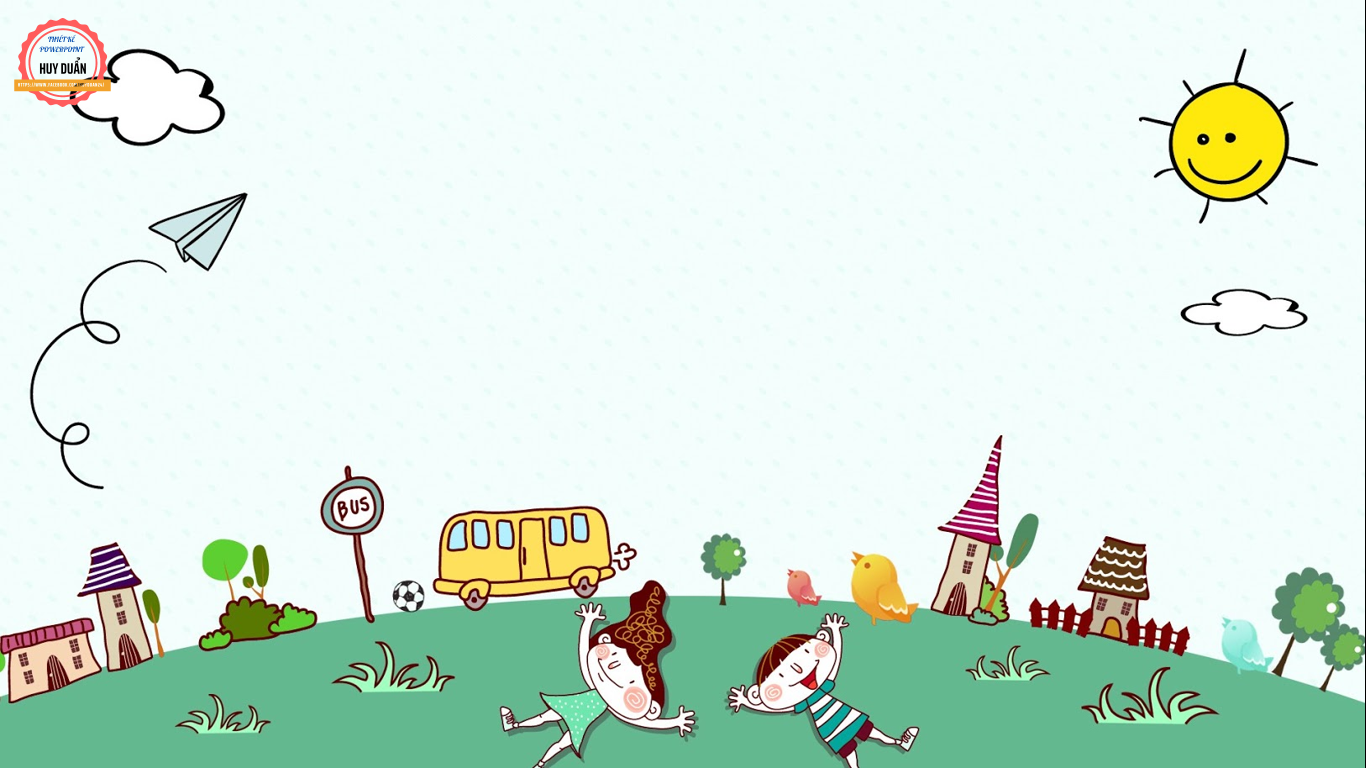 THIẾT KẾ
POWERPOINT
HUY DUẨN
BUS